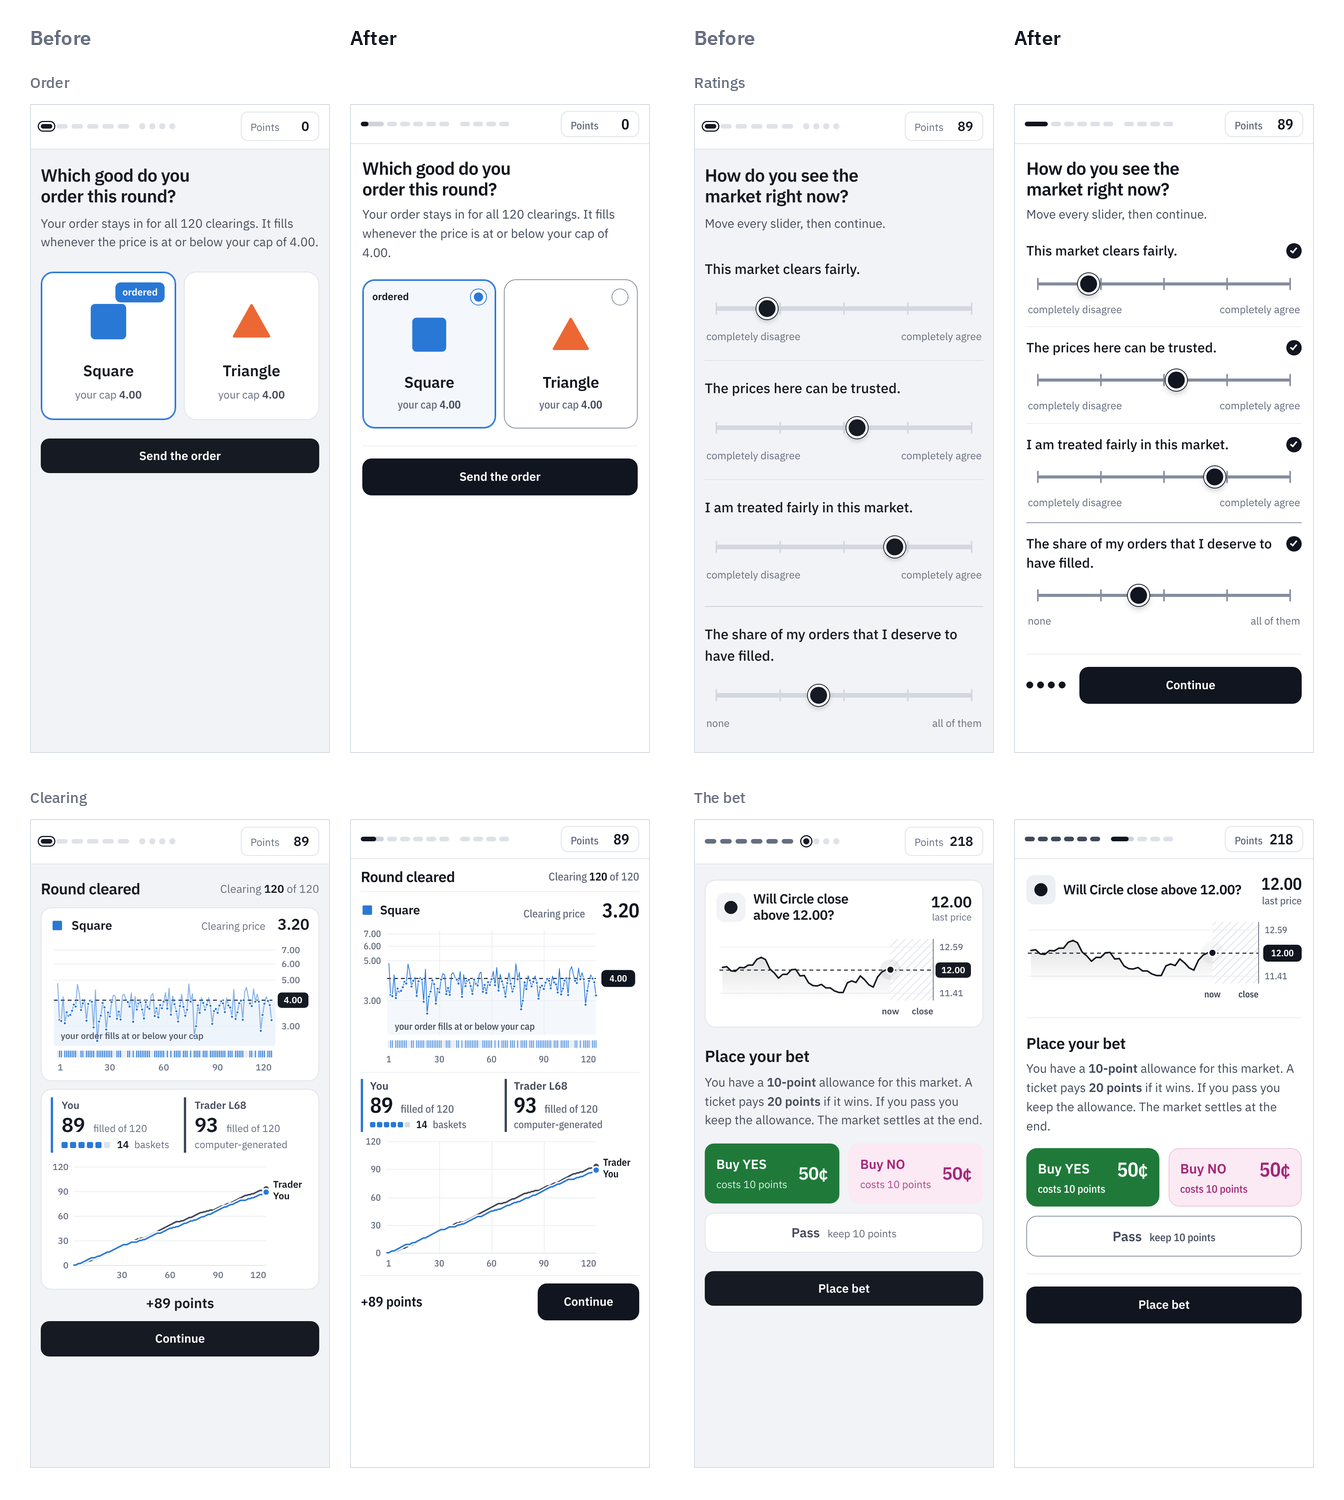 Before
After
Order
Points 0
Which good do you
order this round?
Your order stays in for all 120 clearings. It fills
whenever the price is at or below your cap of 4.00.
ordered
Square
your cap 4.00
Triangle
your cap 4.00
Send the order
Points 0
Which good do you
order this round?
Your order stays in for all 120 clearings. It fills
whenever the price is at or below your cap of
4.00.
ordered
Square
your cap 4.00
Triangle
your cap 4.00
Send the order
Before
After
Ratings
Points 89
How do you see the
market right now?
Move every slider, then continue.
This market clears fairly.
completely disagree completely agree
The prices here can be trusted.
completely disagree completely agree
I am treated fairly in this market.
completely disagree completely agree
The share of my orders that I deserve to
have filled.
none all of them
Points 89
How do you see the
market right now?
Move every slider, then continue.
This market clears fairly.
completely disagree completely agree
The prices here can be trusted.
completely disagree completely agree
I am treated fairly in this market.
completely disagree completely agree
The share of my orders that I deserve to
have filled.
none all of them
Continue
Clearing
Points 89
Round cleared Clearing 120 of 120
Square Clearing price 3.20
7.00
6.00
5.00
4.00
3.00
your order fills at or below your cap
1 30 60 90 120
You
89 filled of 120
14 baskets
Trader L68
93 filled of 120
computer-generated
120
90
60
30
0
Trader
You
30 60 90 120
+89 points
Continue
Points 89
Round cleared Clearing 120 of 120
Square Clearing price 3.20
7.00
6.00
5.00
4.00
3.00
your order fills at or below your cap
1 30 60 90 120
You
89 filled of 120
14 baskets
Trader L68
93 filled of 120
computer-generated
120
90
60
30
0
Trader
You
1 30 60 90 120
+89 points
Continue
The bet
Points 218
Will Circle close
above 12.00?
12.00
last price
12.59
12.00
11.41
now close
Place your bet
You have a 10-point allowance for this market. A
ticket pays 20 points if it wins. If you pass you
keep the allowance. The market settles at the end.
Buy YES 50¢
costs 10 points
Buy NO 50¢
costs 10 points
Pass keep 10 points
Place bet
Points 218
Will Circle close above 12.00?
12.00
last price
12.59
12.00
11.41
now close
Place your bet
You have a 10-point allowance for this market. A
ticket pays 20 points if it wins. If you pass you
keep the allowance. The market settles at the
end.
Buy YES 50¢
costs 10 points
Buy NO 50¢
costs 10 points
Pass keep 10 points
Place bet